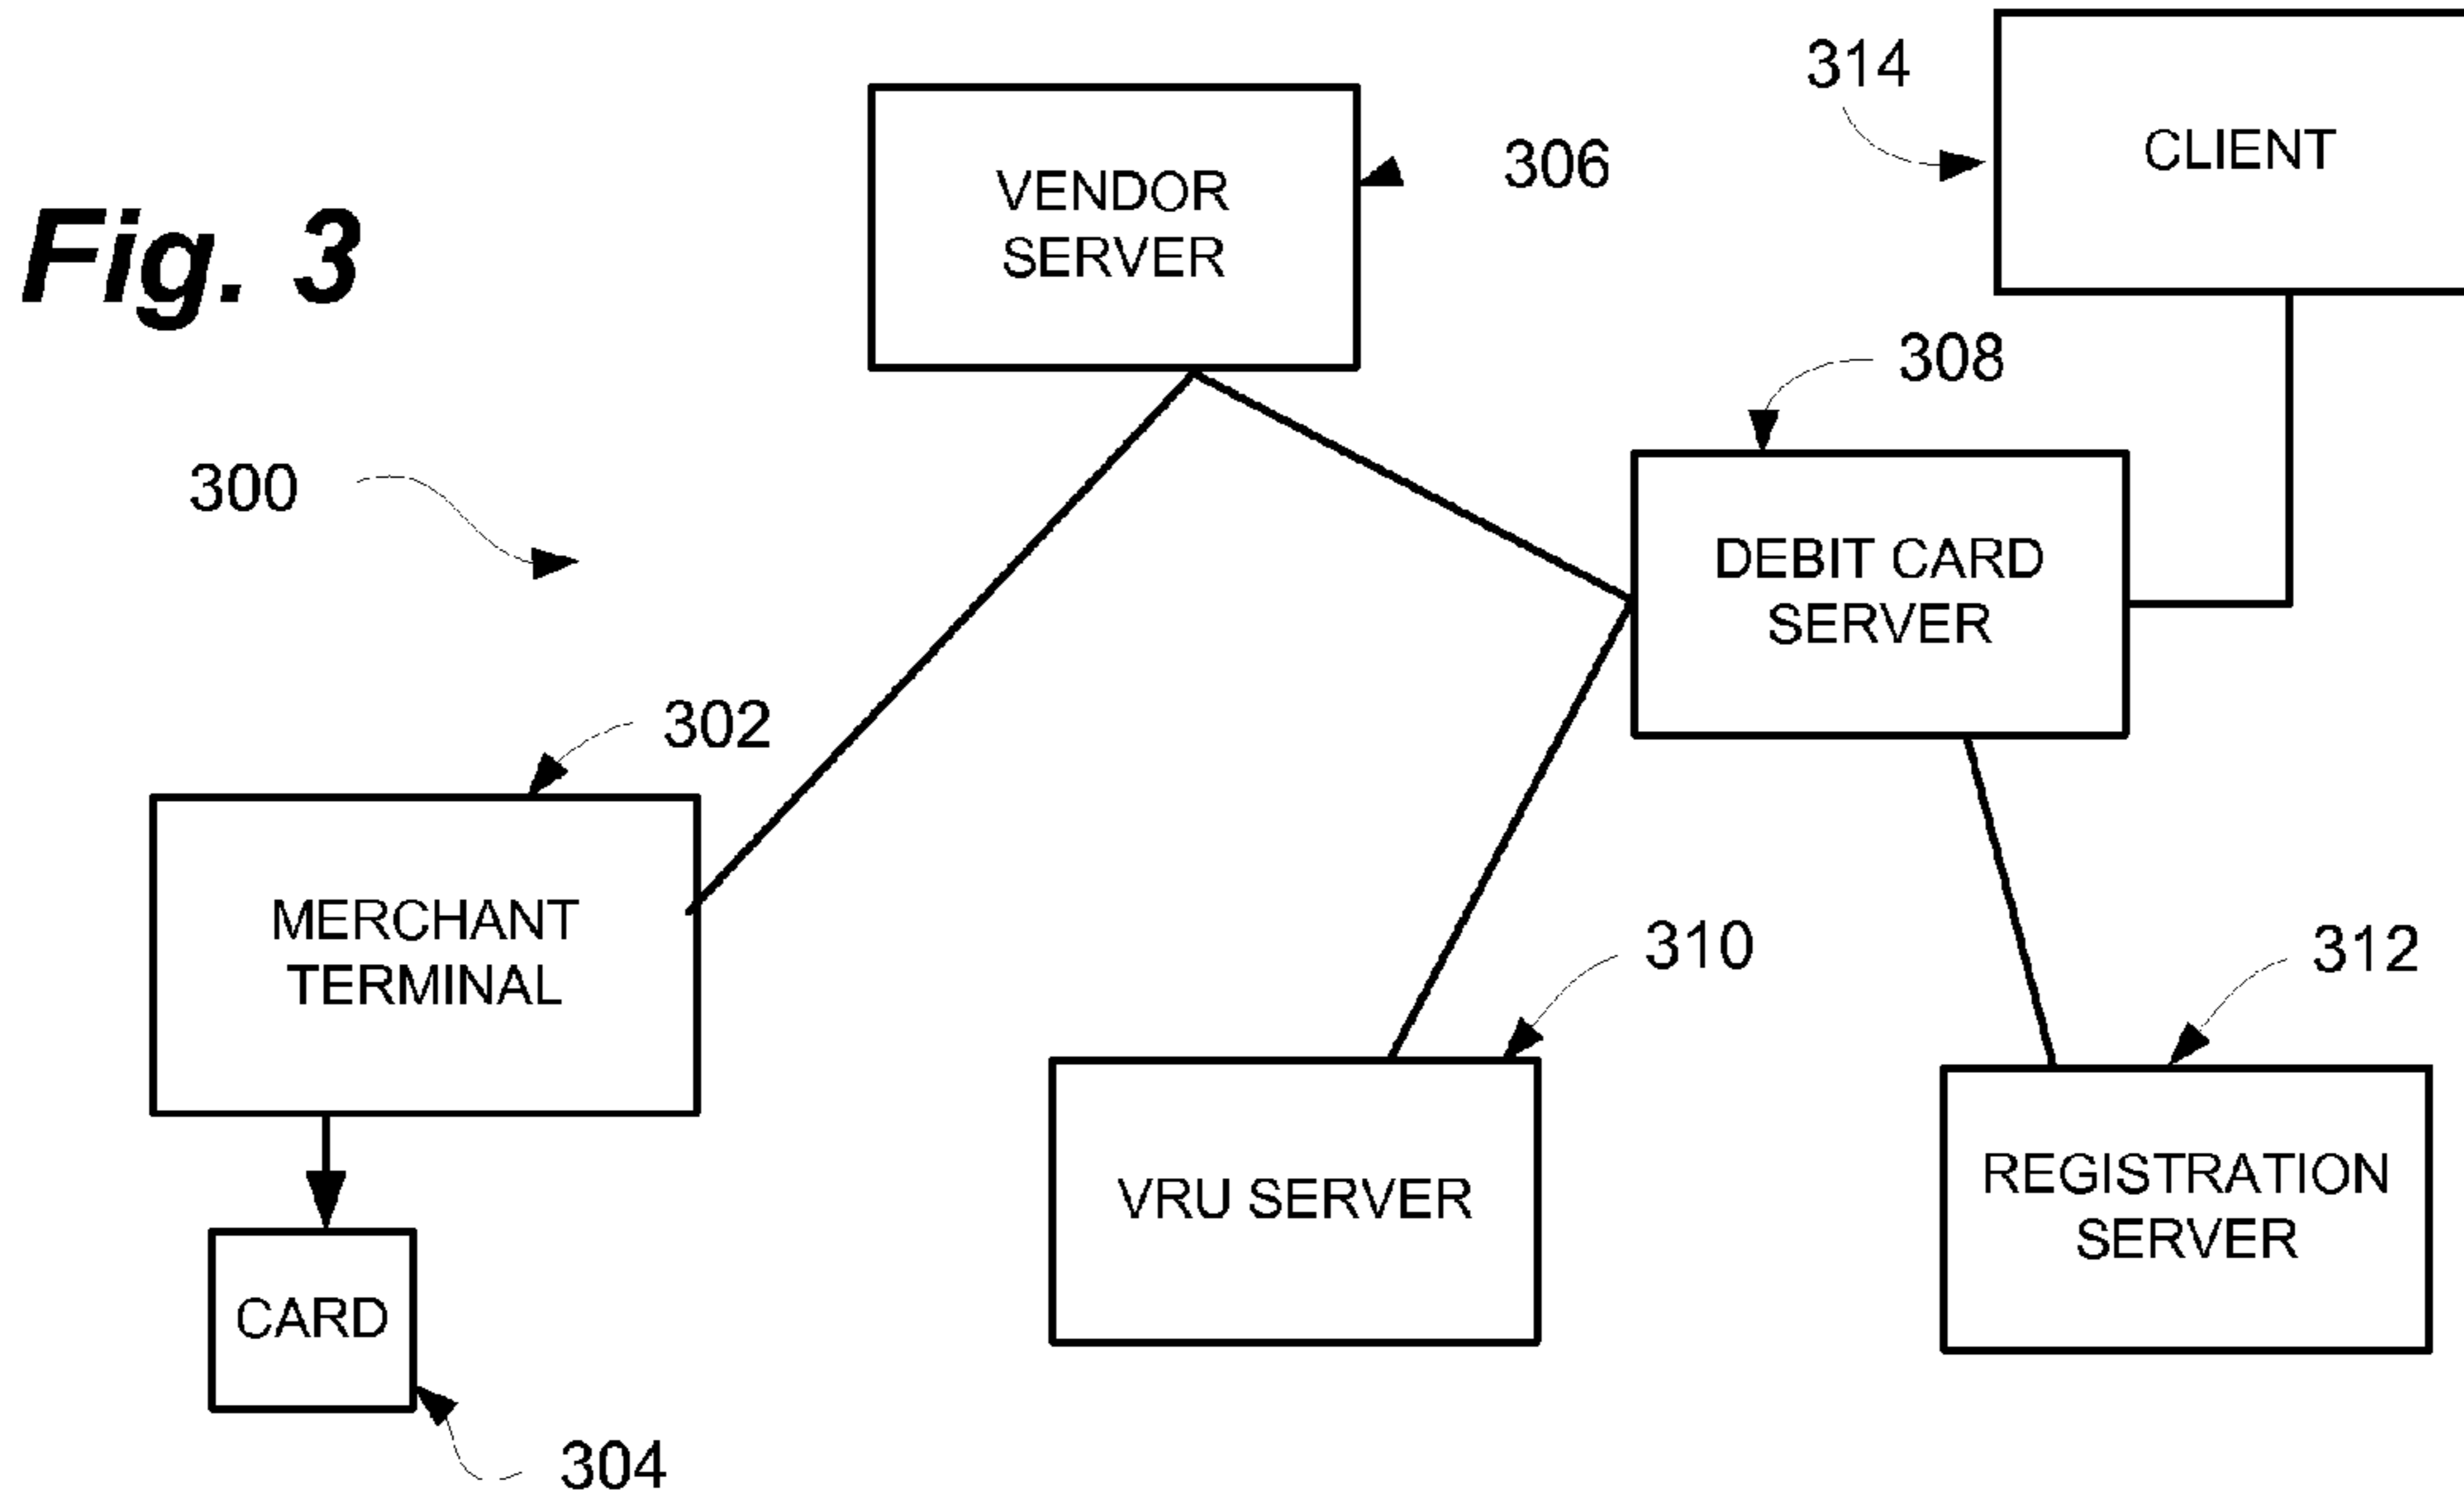 Fig. 3
314
CLIENT
306
VENDOR
SERVER
308
300
DEBIT CARD
SERVER
302
MERCHANT
TERMINAL
310
312
VRU SERVER
REGISTRATION
SERVER
CARD
304